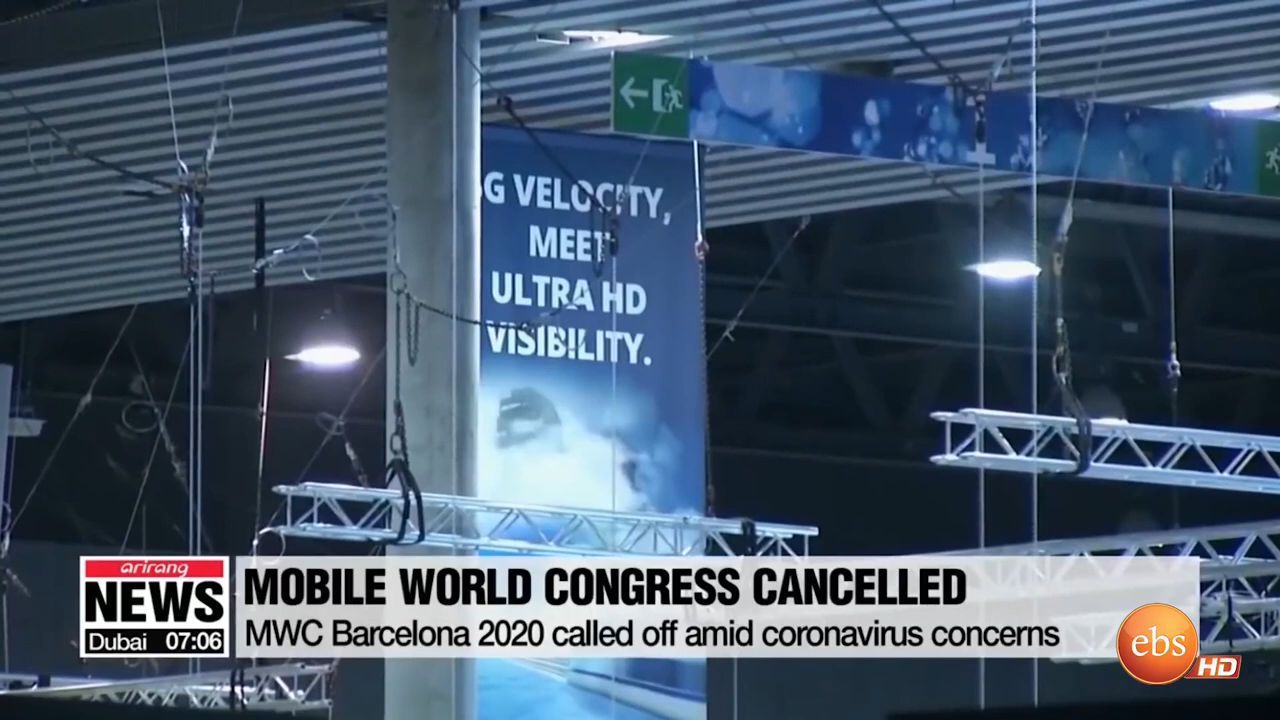 G VELOCITY,
MEET
ULTRA HD
VISIBILITY.
arirang
NEWS
Dubai 07:06
MOBILE WORLD CONGRESS CANCELLED
MWC Barcelona 2020 called off amid coronavirus concerns
ebs
HD